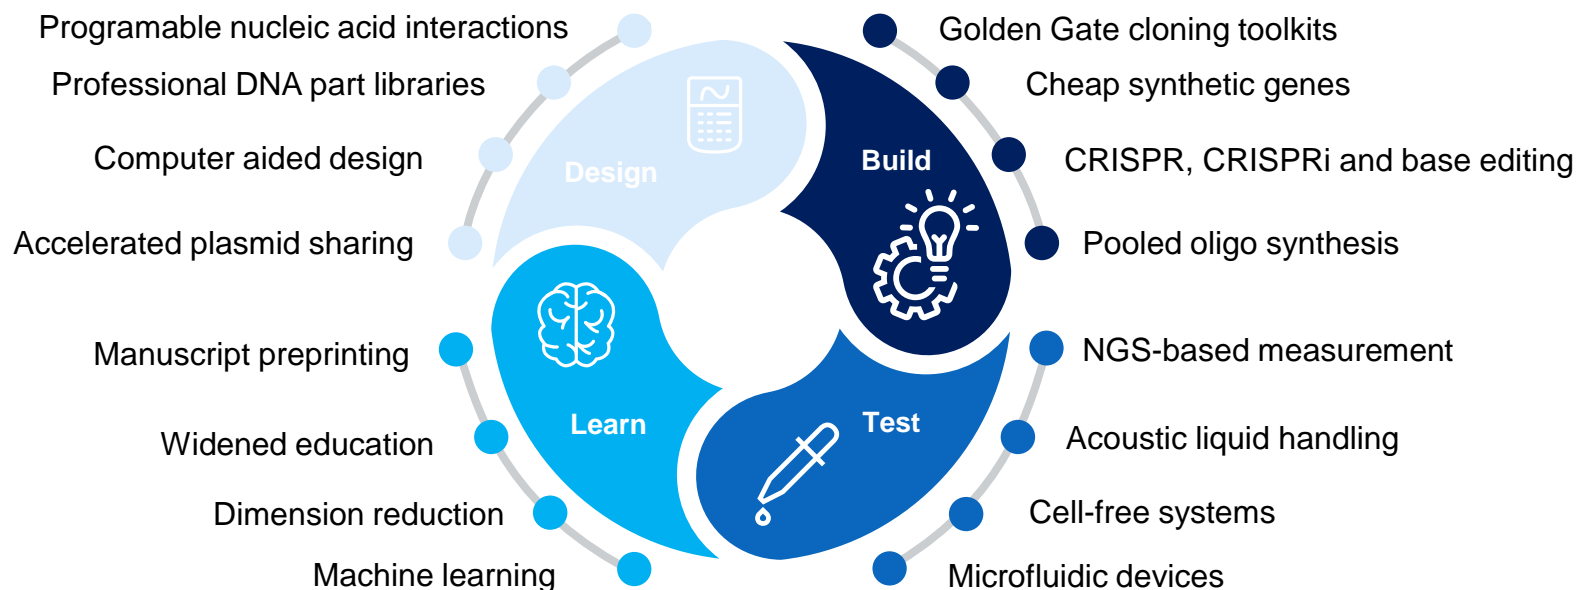 Programable nucleic acid interactions
Professional DNA part libraries
Computer aided design
Accelerated plasmid sharing
Design
Golden Gate cloning toolkits
Cheap synthetic genes
CRISPR, CRISPRi and base editing
Pooled oligo synthesis
Build
Manuscript preprinting
Widened education
Dimension reduction
Machine learning
Learn
NGS-based measurement
Acoustic liquid handling
Cell-free systems
Microfluidic devices
Test